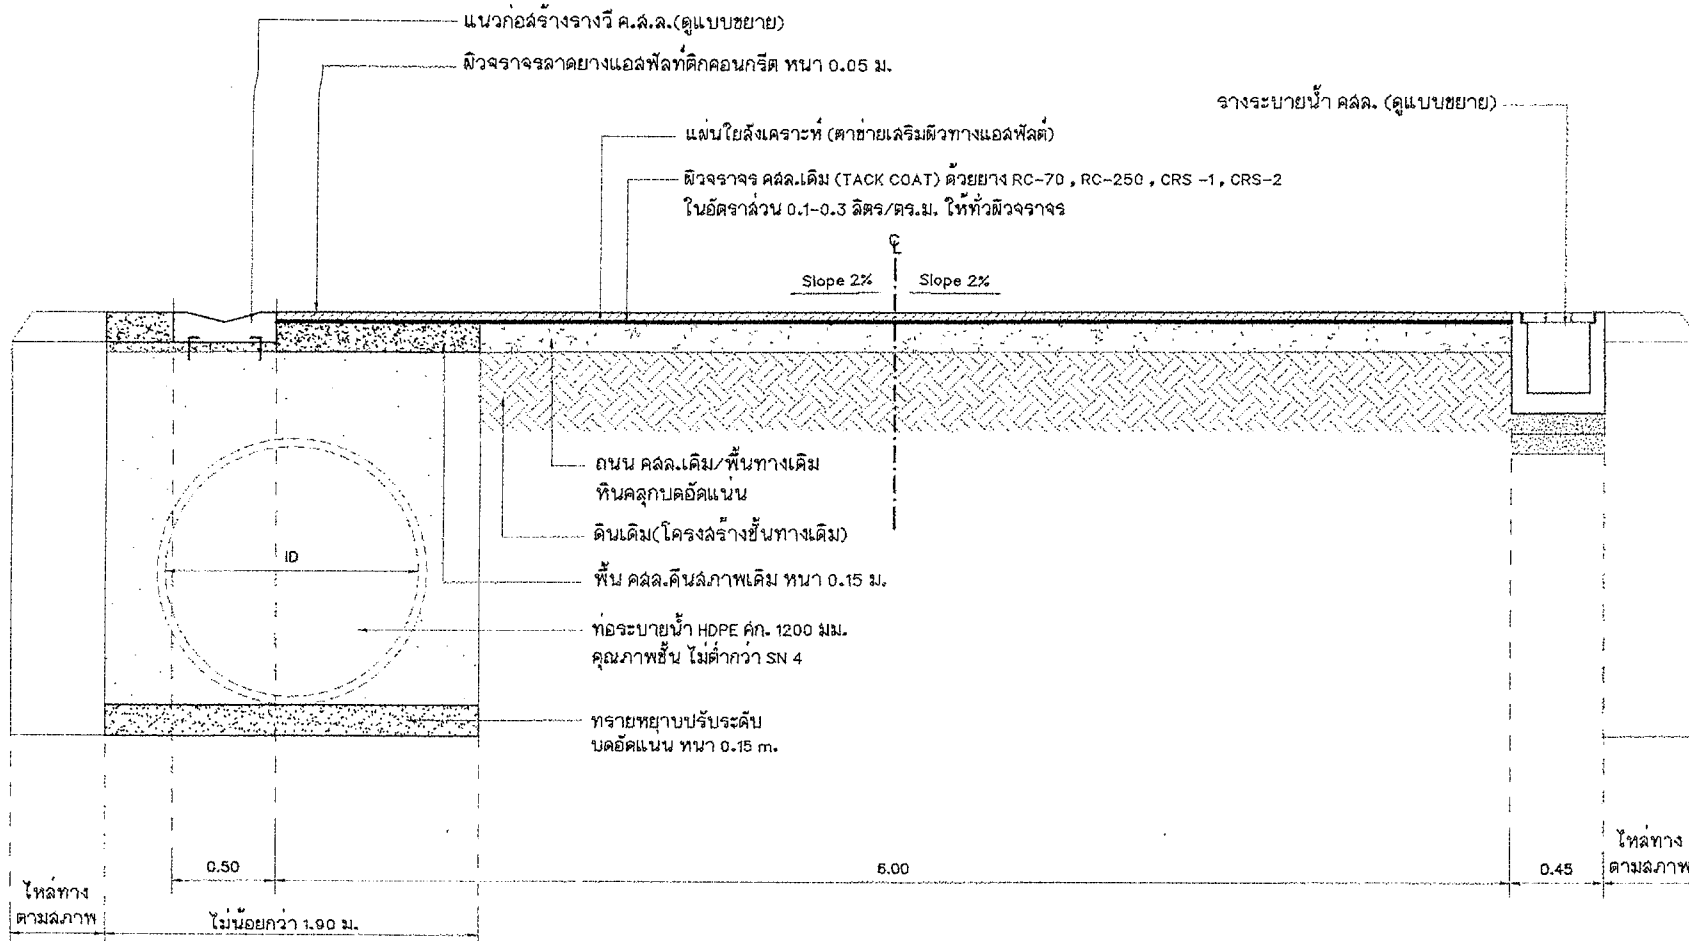 แนวก่อสร้างรางวี ค.ส.ล.(ดูแบบขยาย)
ผิวจราจรลาดยางแอสฟัลท์ติกคอนกรีต หนา 0.05 ม.
รางระบายน้ำ คสล. (ดูแบบขยาย)
แผ่นใยสังเคราะห์ (ตาข่ายเสริมผิวทางแอสฟัลต์)
ผิวจราจร คสล.เดิม (TACK COAT) ด้วยยาง RC-70 , RC-250 , CRS -1, CRS-2
ในอัตราส่วน 0.1-0.3 ลิตร/ตร.ม. ให้ทั่วผิวจราจร
Slope 2%
Slope 2%
ถนน คสล.เดิม/พื้นทางเดิม
หินคลุกบดอัดแน่น
ดินเดิม(โครงสร้างชั้นทางเดิม)
ID
พื้น คสล.คืนสภาพเดิม หนา 0.15 ม.
ท่อระบายน้ำ HDPE ศก. 1200 มม.
คุณภาพชั้น ไม่ต่ำกว่า SN 4
ทรายหยาบปรับระดับ
บดอัดแน่น หนา 0.15 m.
0.50
6.00
0.45
ไหล่ทาง
ตามสภาพ
ไหล่ทาง
ตามสภาพ
ไม่น้อยกว่า 1.90 ม.